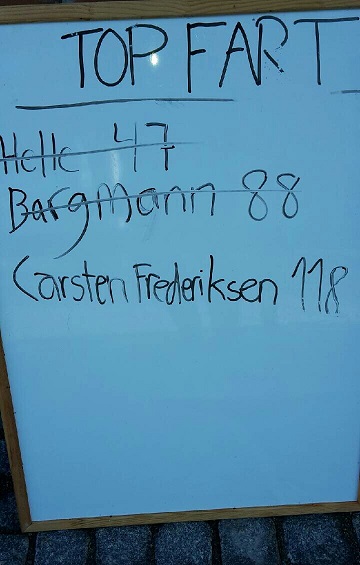 TOP FART
Helle 47
Bargmann 88
Carsten Frederiksen 118